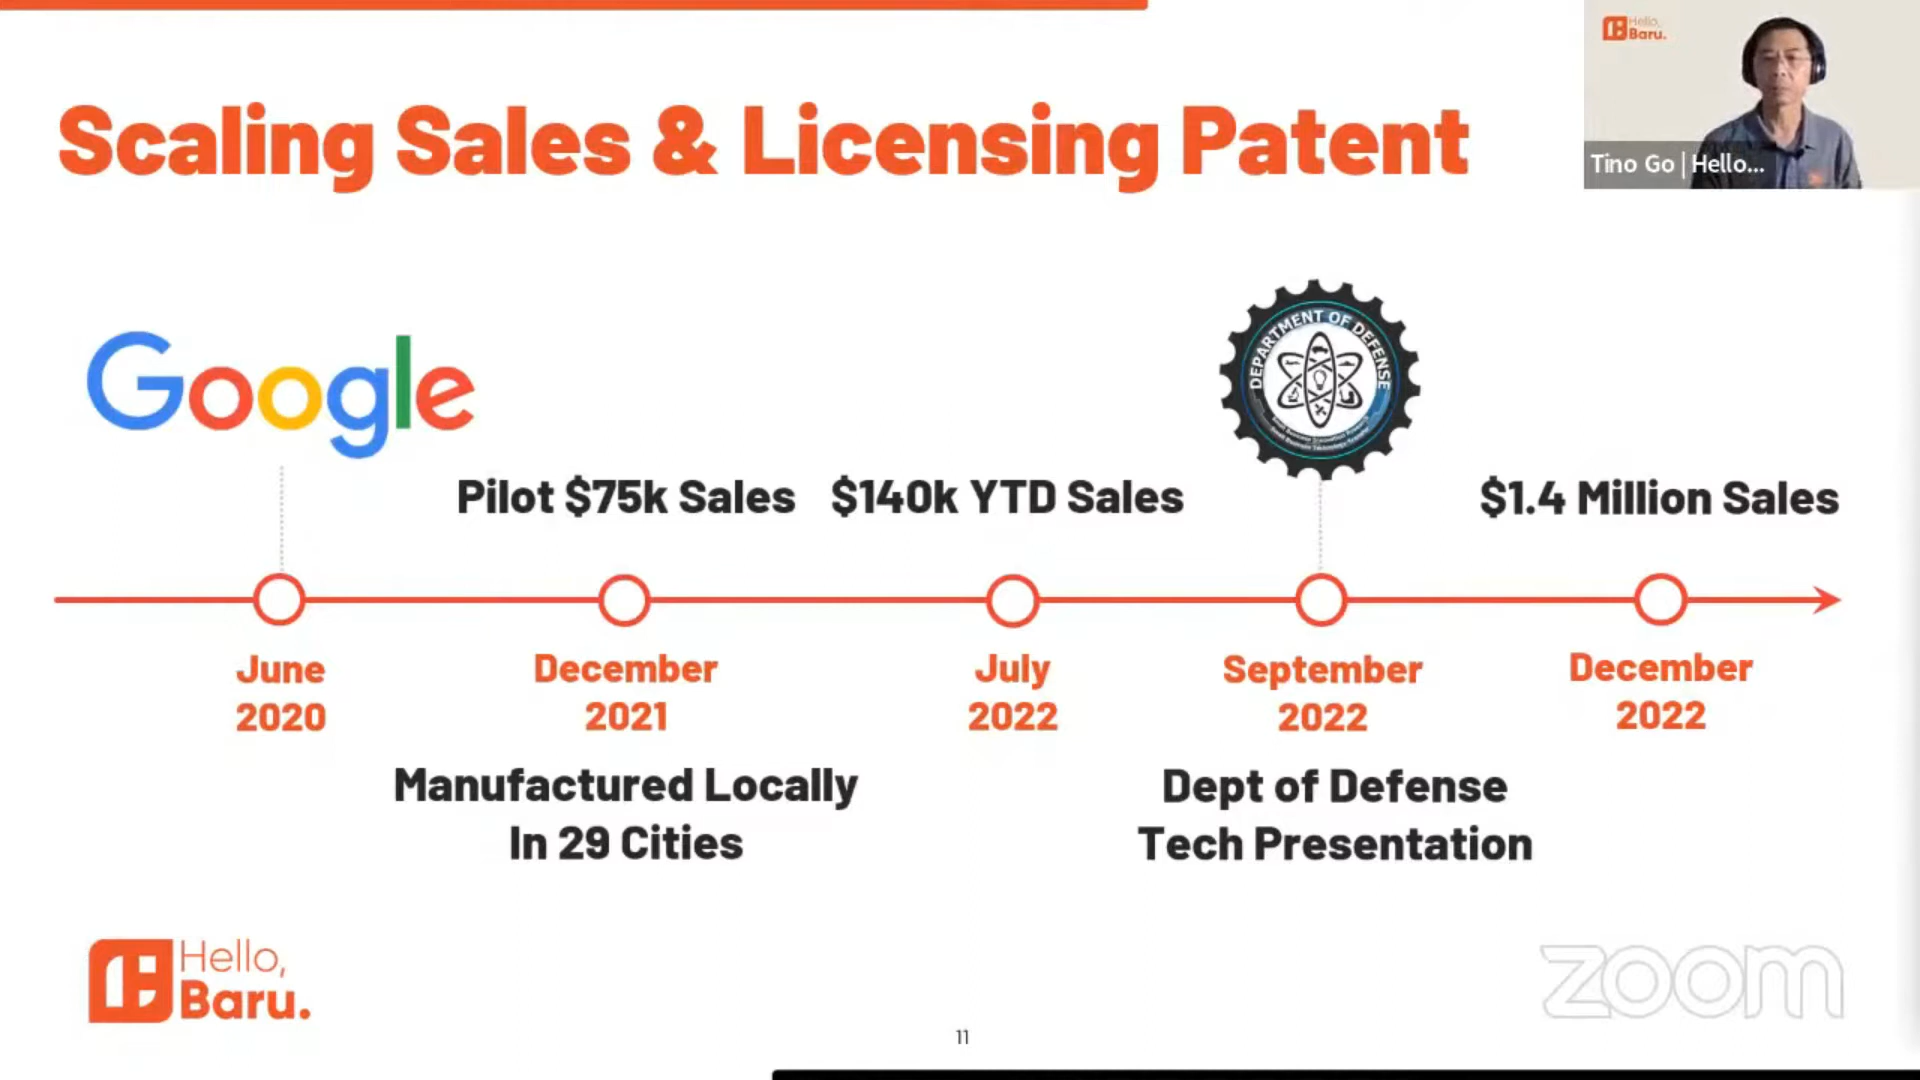 Scaling Sales & Licensing Patent
Hello,
Baru.
Tino Go | Hello...
Google
DEPARTMENT OF DEFENSE
Pilot $75k Sales
$140k YTD Sales
$1.4 Million Sales
June
2020
December
2021
July
2022
September
2022
December
2022
Manufactured Locally
In 29 Cities
Dept of Defense
Tech Presentation
Hello,
Baru.
zoom
11